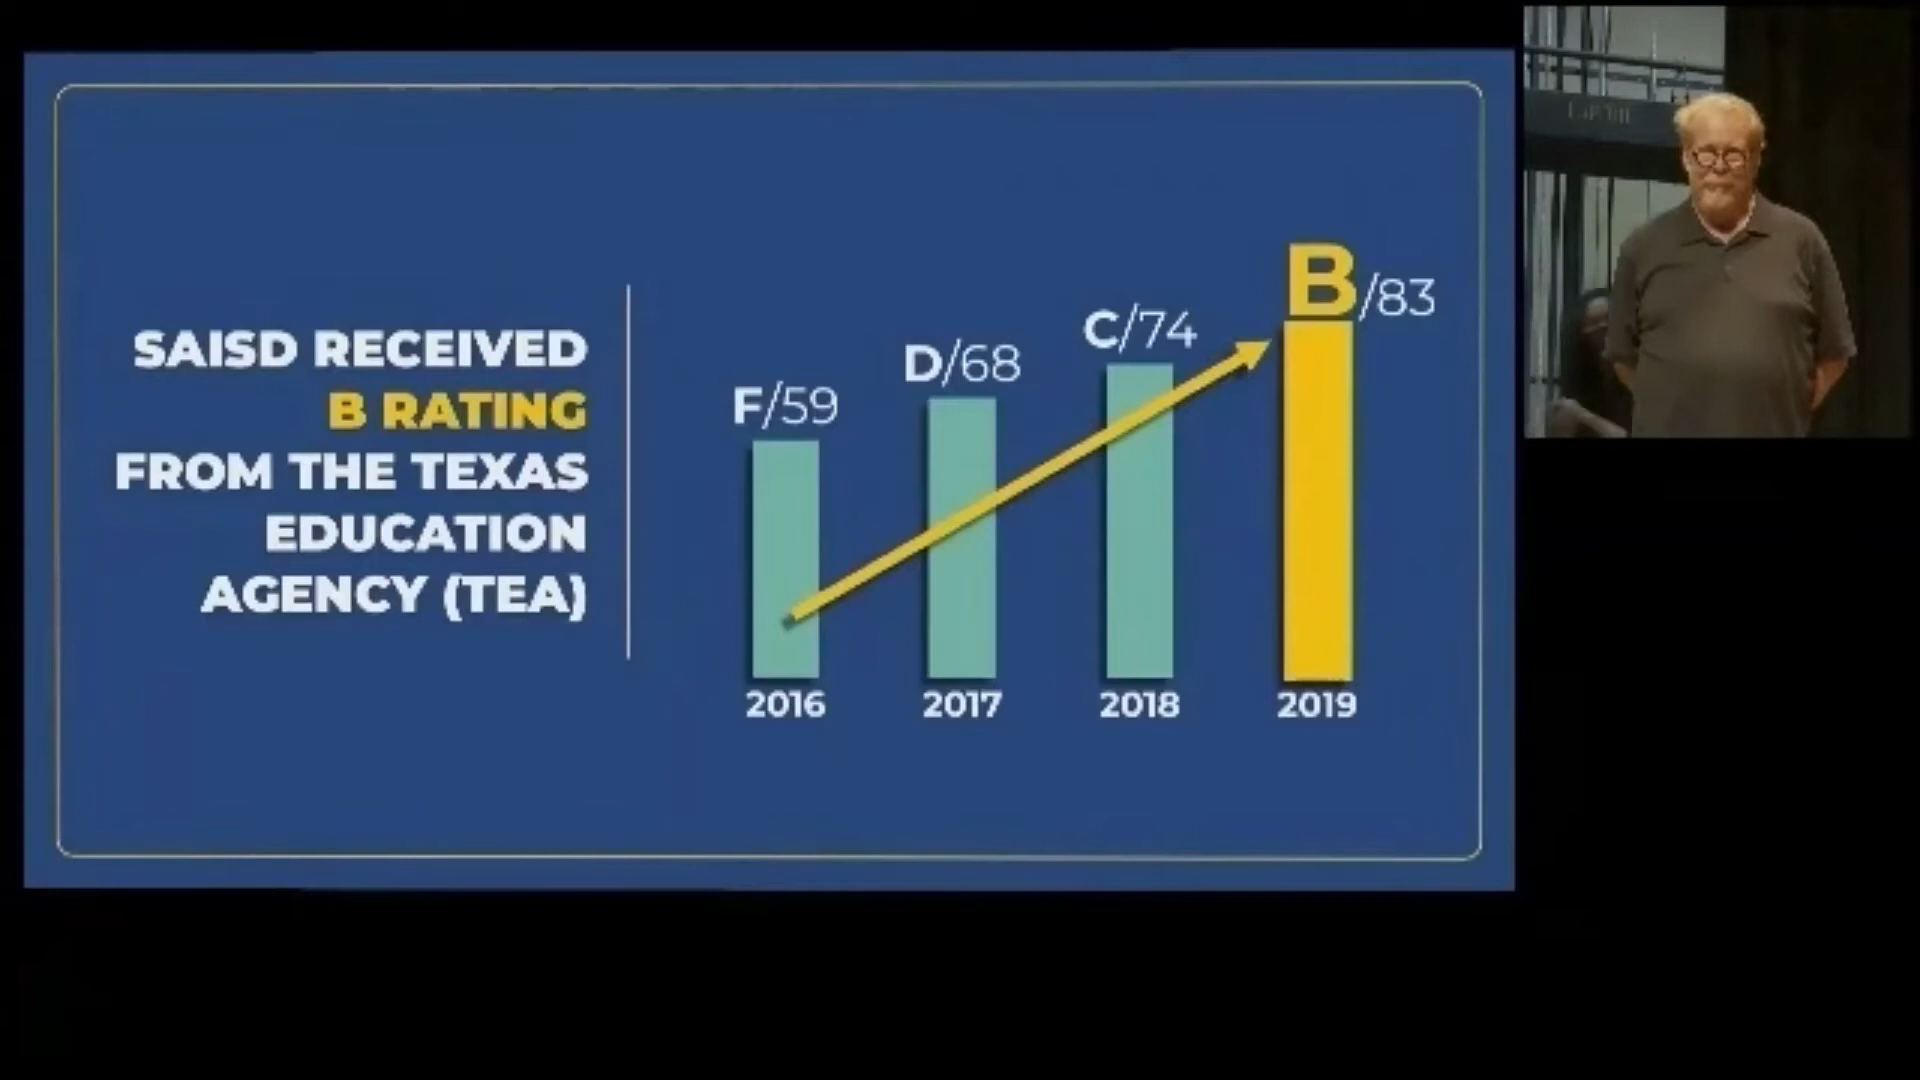 SAISD RECEIVED
B RATING
FROM THE TEXAS
EDUCATION
AGENCY (TEA)
F/59
D/68
C/74
B/83
2016
2017
2018
2019